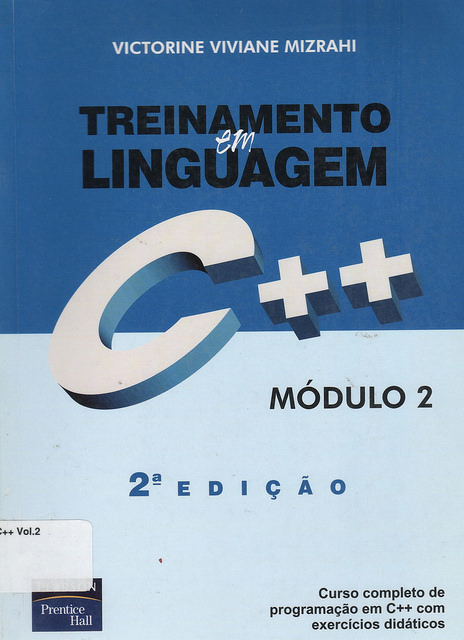 VICTORINE VIVIANE MIZRAHI
TREINAMENTO
em
LINGUAGEM
C++
MÓDULO 2
2ª EDIÇÃO
C++ Vol.2
Prentice
Hall
Curso completo de
programação em C++ com
exercícios didáticos